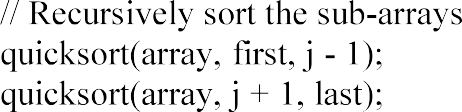 // Recursively sort the sub-arrays
quicksort(array, first, j - 1);
quicksort(array, j + 1, last);